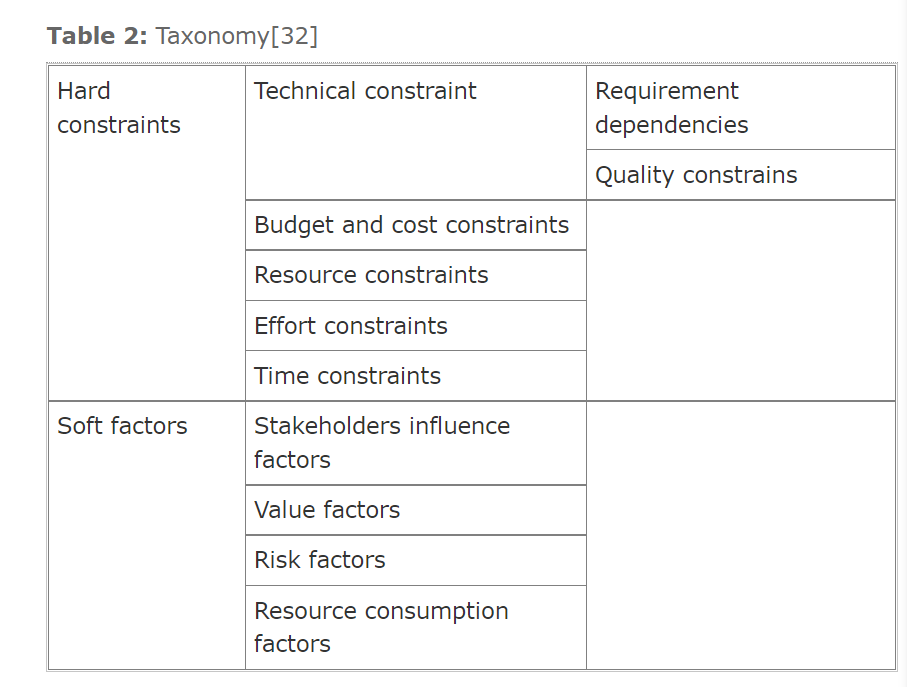 Table 2: Taxonomy[32]
Hard
constraints
Technical constraint
Requirement
dependencies
Quality constrains
Budget and cost constraints
Resource constraints
Effort constraints
Time constraints
Soft factors
Stakeholders influence
factors
Value factors
Risk factors
Resource consumption
factors